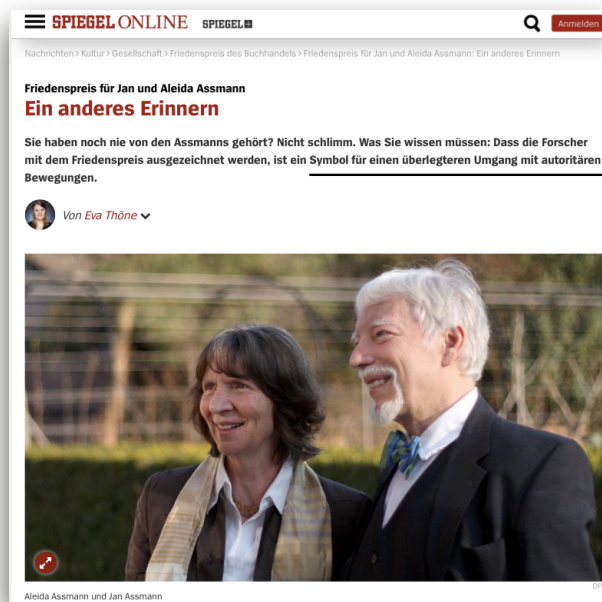 SPIEGEL ONLINE SPIEGEL+ Anmelden
Nachrichten > Kultur > Gesellschaft > Friedenspreis des Buchhandels > Friedenspreis für Jan und Aleida Assmann: Ein anderes Erinnern
Friedenspreis für Jan und Aleida Assmann
Ein anderes Erinnern
Sie haben noch nie von den Assmanns gehört? Nicht schlimm. Was Sie wissen müssen: Dass die Forscher
mit dem Friedenspreis ausgezeichnet werden, ist ein Symbol für einen überlegteren Umgang mit autoritären
Bewegungen.
Von Eva Thöne
Aleida Assmann und Jan Assmann